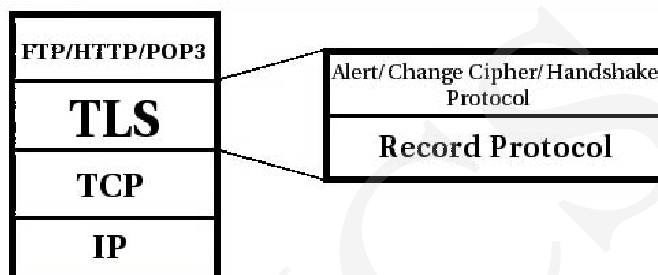 FTP/HTTP/POP3
TLS
TCP
IP
Alert/Change Cipher/Handshake
Protocol
Record Protocol